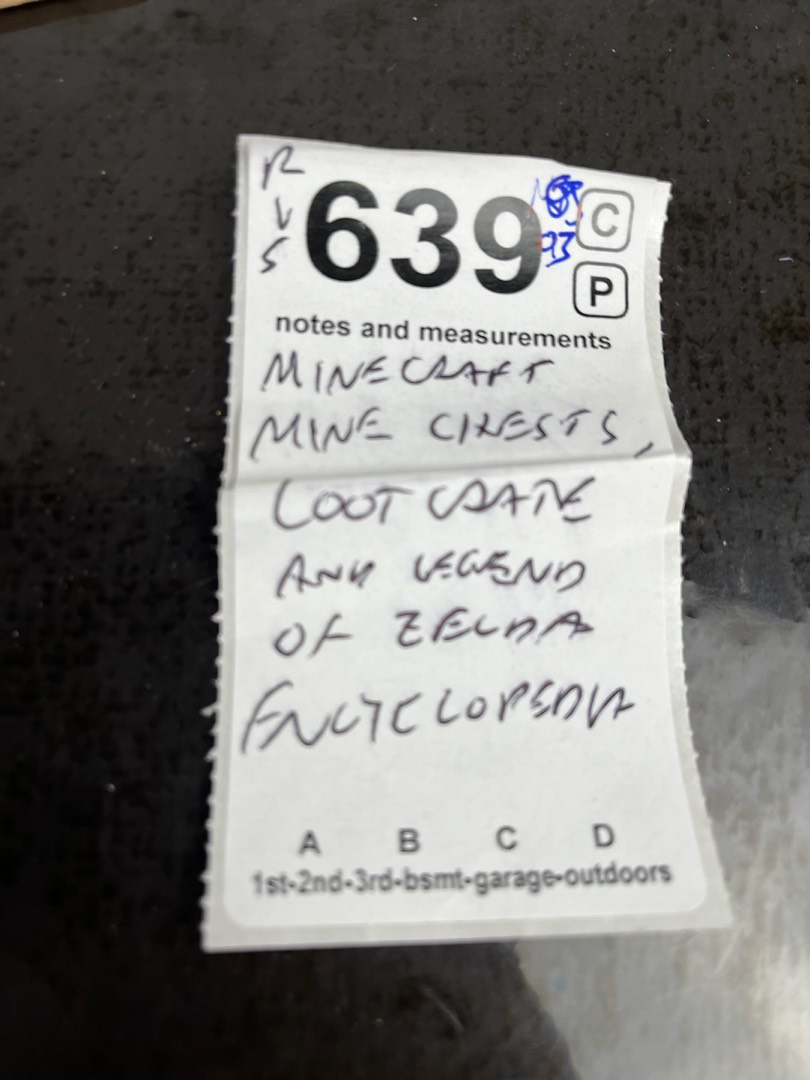 R
V
S
639
93
C
P
notes and measurements
MINECRAFT
MINE CHESTS,
LOOT CRATE
AND LEGEND
OF ZELDA
ENCYCLOPEDIA
A B C D
1st-2nd-3rd-bsmt-garage-outdoors